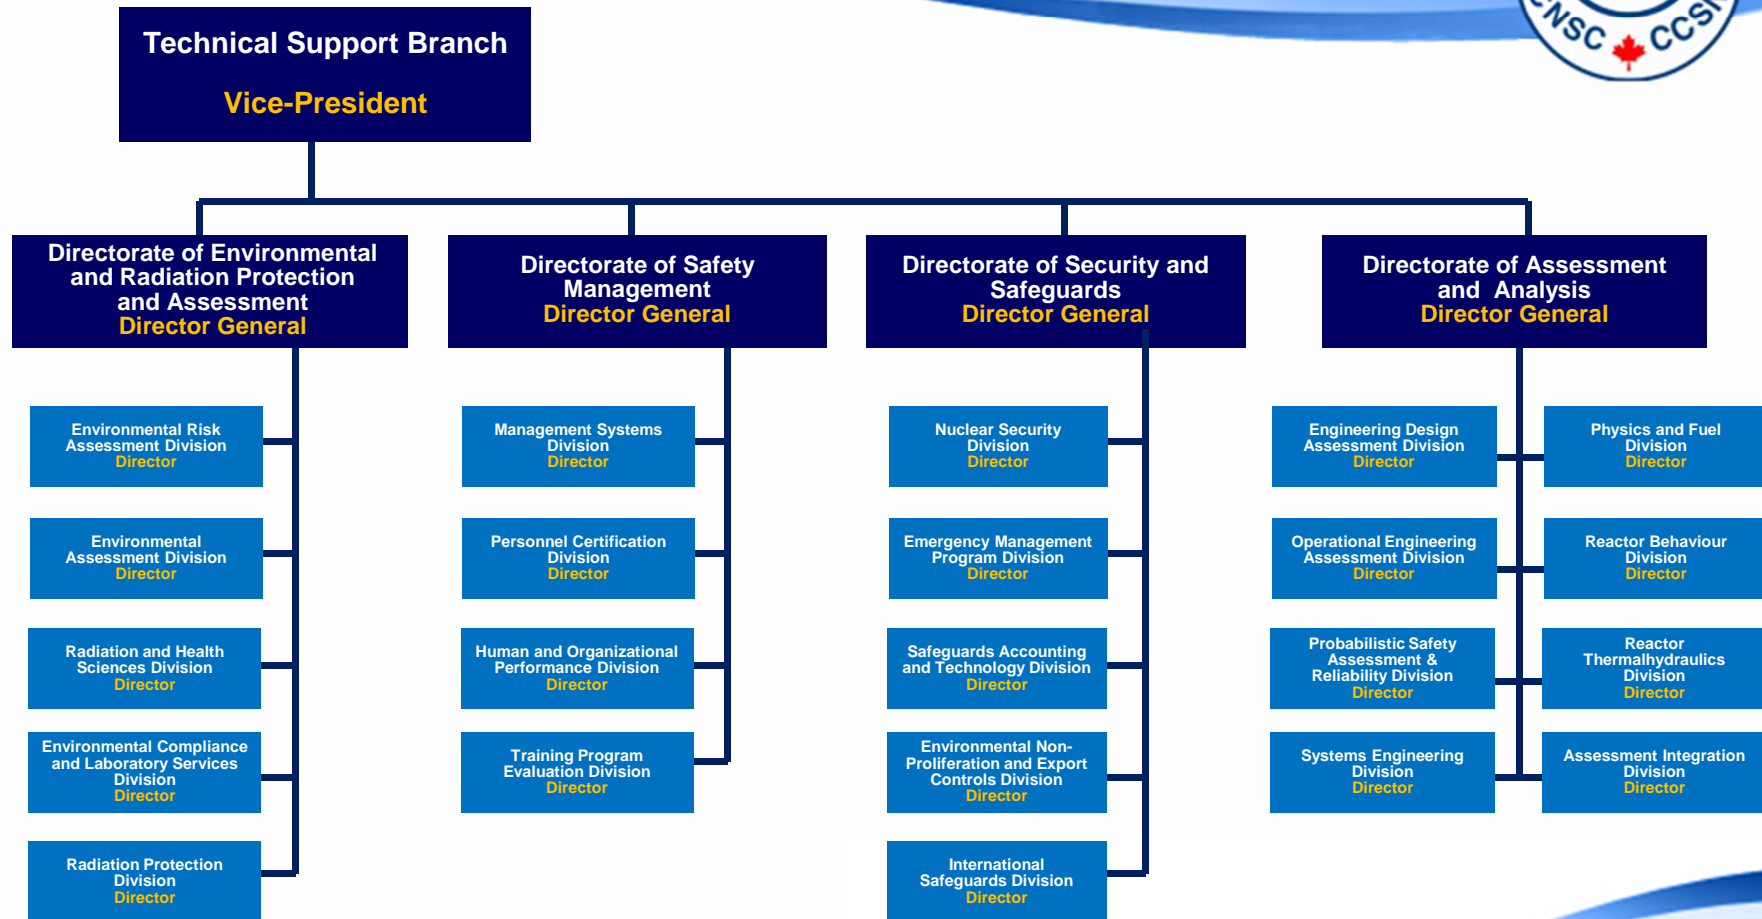 CNSC CCSN
Technical Support Branch
Vice-President
Directorate of Environmental
and Radiation Protection
and Assessment
Director General
Directorate of Safety
Management
Director General
Directorate of Security and
Safeguards
Director General
Directorate of Assessment
and Analysis
Director General
Environmental Risk
Assessment Division
Director
Environmental
Assessment Division
Director
Radiation and Health
Sciences Division
Director
Environmental Compliance
and Laboratory Services
Division
Director
Radiation Protection
Division
Director
Management Systems
Division
Director
Personnel Certification
Division
Director
Human and Organizational
Performance Division
Director
Training Program
Evaluation Division
Director
Nuclear Security
Division
Director
Emergency Management
Program Division
Director
Safeguards Accounting
and Technology Division
Director
Environmental Non-
Proliferation and Export
Controls Division
Director
International
Safeguards Division
Director
Engineering Design
Assessment Division
Director
Operational Engineering
Assessment Division
Director
Probabilistic Safety
Assessment &
Reliability Division
Director
Systems Engineering
Division
Director
Physics and Fuel
Division
Director
Reactor Behaviour
Division
Director
Reactor
Thermalhydraulics
Division
Director
Assessment Integration
Division
Director